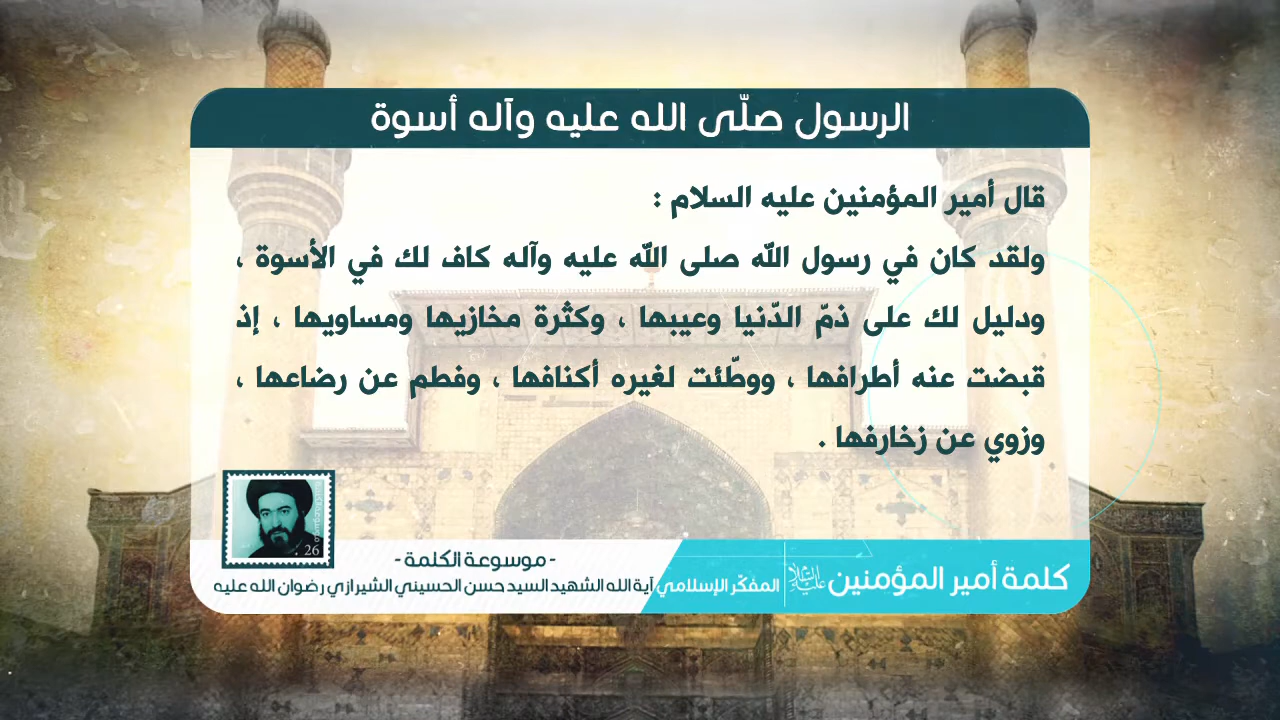 الرسول صلّى الله عليه وآله أسوة
قال أمير المؤمنين عليه السلام :
ولقد كان في رسول اللّه صلى اللّه عليه وآله كاف لك في الأسوة ،
ودليل لك على ذمّ الدّنيا وعيبها ، وكثرة مخازيها ومساويها ، إذ
قبضت عنه أطرافها ، ووطّئت لغيره أكنافها ، وفطم عن رضاعها ،
وزوي عن زخارفها .
كلمة أمير المؤمنين عليه السلام
- موسوعة الكلمة -
المفكّر الإسلامي آية الله الشهيد السيد حسن الحسيني الشيرازي رضوان الله عليه
26